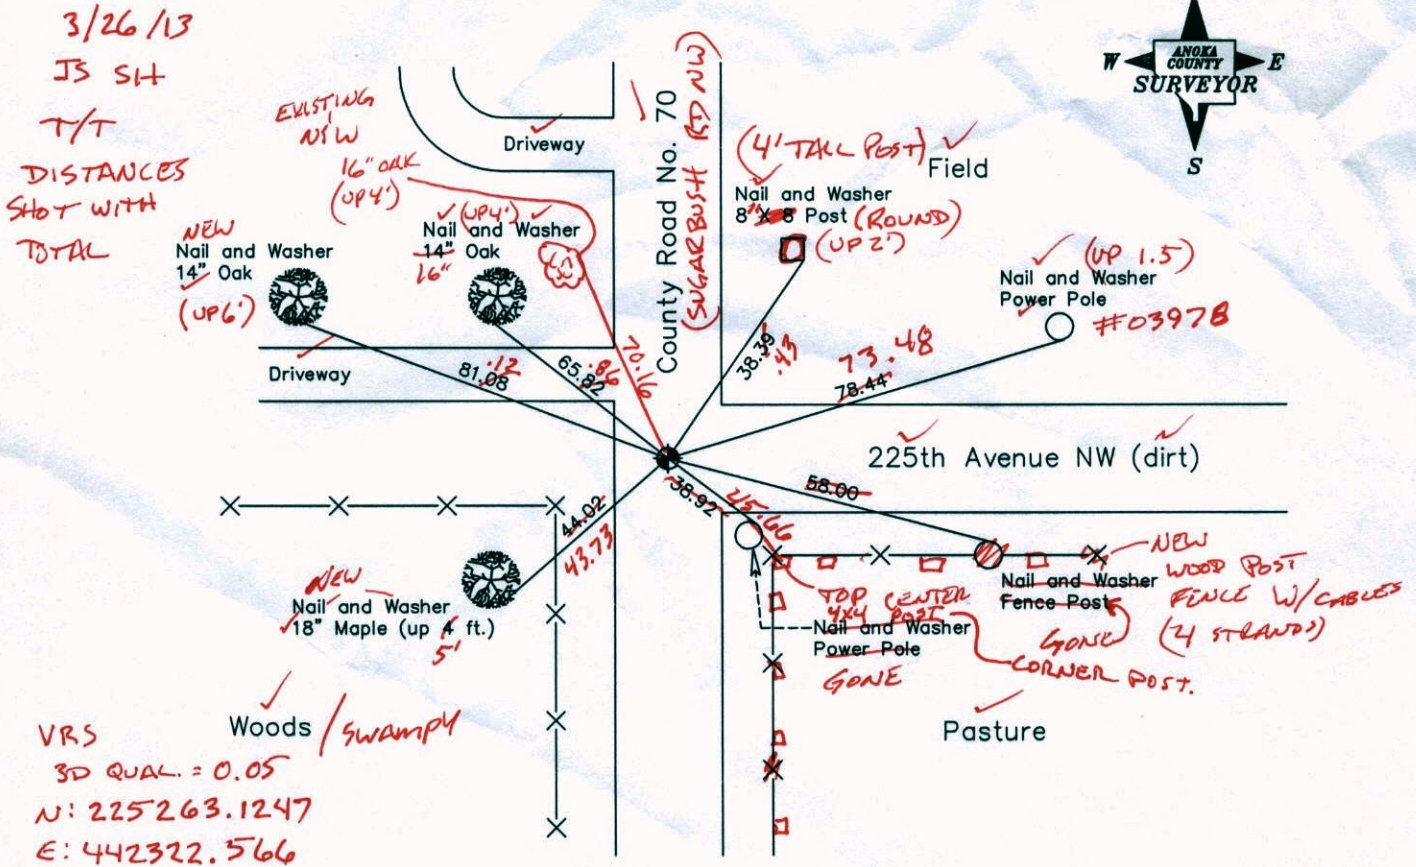 3/26/13
JS SH
T/T
DISTANCES
SHOT WITH
TOTAL
EXISTING
N&W
16" OAK
(UP4')
Driveway
County Road No. 70
(SUGARBUSH RD NW)
ANOKA
COUNTY
SURVEYOR
W
E
S
(4' TALL POST)
Field
Nail and Washer
8" X 8 Post (ROUND)
(UP 2')
NEW
Nail and Washer
14" Oak
(UP6')
(UP4')
Nail and Washer
14" Oak
16"
(UP 1.5)
Nail and Washer
Power Pole
#03978
Driveway
81.08
.12
65.82
.86
70.16
38.39
.43
73.48
78.44
225th Avenue NW (dirt)
58.00
38.92
45.66
44.02
43.73
NEW
Nail and Washer
18" Maple (up 4 ft.)
5'
TOP CENTER
4x4 POST
Nail and Washer
Power Pole
GONE
Nail and Washer
Fence Post
GONE
CORNER POST.
NEW
WOOD POST
FENCE W/CABLES
(4 STRANDS)
Woods / SWAMPY
Pasture
VRS
3D QUAL. = 0.05
N: 225263.1247
E: 442322.566